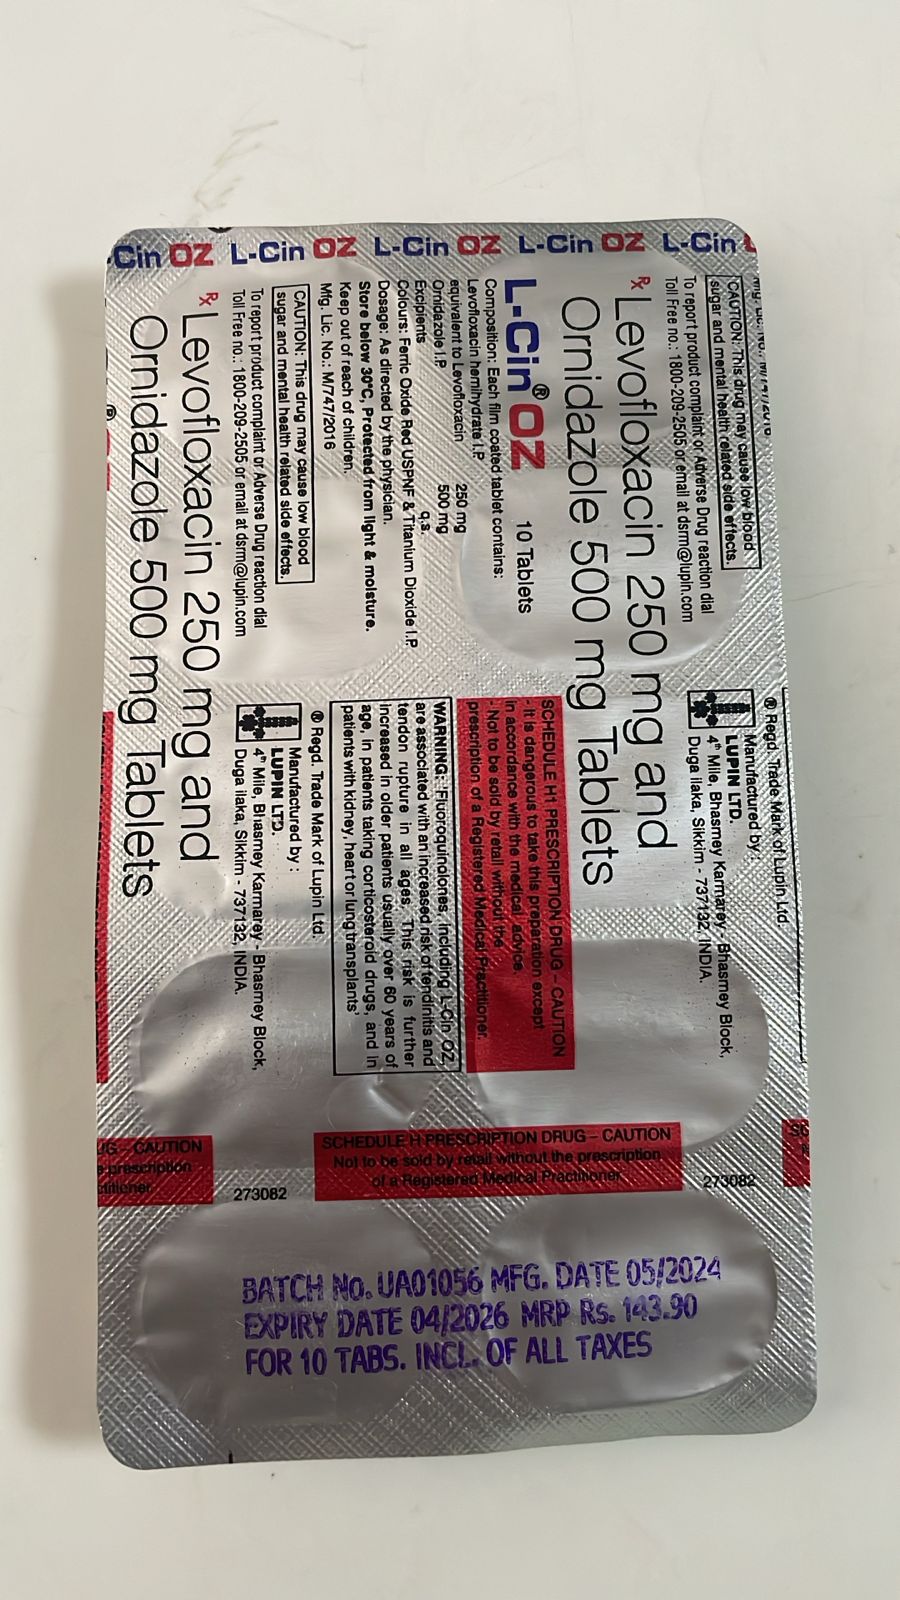 Cin OZ L-Cin OZ L-Cin OZ L-Cin OZ L-Cin
Mfg. Lic. No.: M/747/2016
CAUTION: This drug may cause low blood
sugar and mental health related side effects.
To report product complaint or Adverse Drug reaction dial
Toll Free no.: 1800-209-2505 or email at dsrm@lupin.com
Rx Levofloxacin 250 mg and
Ornidazole 500 mg Tablets
L-Cin® OZ 10 Tablets
Composition: Each film coated tablet contains:
Levofloxacin hemihydrate I.P.
equivalent to Levofloxacin 250 mg
Ornidazole I.P. 500 mg
Excipients q.s.
Colours: Ferric Oxide Red USPNF & Titanium Dioxide I.P.
Dosage: As directed by the physician.
Store below 30°C, Protected from light & moisture.
Keep out of reach of children.
Mfg. Lic. No.: M/747/2016
CAUTION: This drug may cause low blood
sugar and mental health related side effects.
To report product complaint or Adverse Drug reaction dial
Toll Free no.: 1800-209-2505 or email at dsrm@lupin.com
Rx Levofloxacin 250 mg and
Ornidazole 500 mg Tablets
®
® Regd. Trade Mark of Lupin Ltd.
Manufactured by :
LUPIN LTD.
4th Mile, Bhasmey Karmarey - Bhasmey Block,
Duga ilaka, Sikkim - 737132, INDIA.
SCHEDULE H1 PRESCRIPTION DRUG – CAUTION
- It is dangerous to take this preparation except
in accordance with the medical advice.
- Not to be sold by retail without the
prescription of a Registered Medical Practitioner.
WARNING: 'Fluoroquinolones, including L-Cin OZ,
are associated with an increased risk of tendinitis and
tendon rupture in all ages. This risk is further
increased in older patients usually over 60 years of
age, in patients taking corticosteroid drugs, and in
patients with kidney, heart or lung transplants'
® Regd. Trade Mark of Lupin Ltd.
Manufactured by :
LUPIN LTD.
4th Mile, Bhasmey Karmarey - Bhasmey Block,
Duga ilaka, Sikkim - 737132, INDIA.
UG – CAUTION
prescription
SCHEDULE H PRESCRIPTION DRUG – CAUTION
Not to be sold by retail without the prescription
of a Registered Medical Practitioner
SC
273082
273082
BATCH No. UA01056 MFG. DATE 05/2024
EXPIRY DATE 04/2026 MRP Rs. 143.90
FOR 10 TABS. INCL. OF ALL TAXES